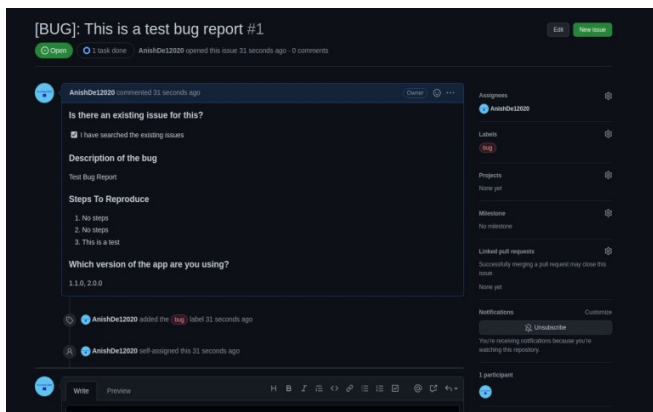 [BUG]: This is a test bug report #1
Edit
New issue
Open
1 task done
AnishDe12020 opened this issue 31 seconds ago · 0 comments
AnishDe12020 commented 31 seconds ago
Owner
Is there an existing issue for this?
I have searched the existing issues
Description of the bug
Test Bug Report
Steps To Reproduce
1. No steps
2. No steps
3. This is a test
Which version of the app are you using?
1.1.0, 2.0.0
AnishDe12020 added the bug label 31 seconds ago
AnishDe12020 self-assigned this 31 seconds ago
Write
Preview
H B I
Assignees
AnishDe12020
Labels
bug
Projects
None yet
Milestone
No milestone
Linked pull requests
Successfully merging a pull request may close this
issue.
None yet
Notifications
Customize
Unsubscribe
You're receiving notifications because you're
watching this repository.
1 participant